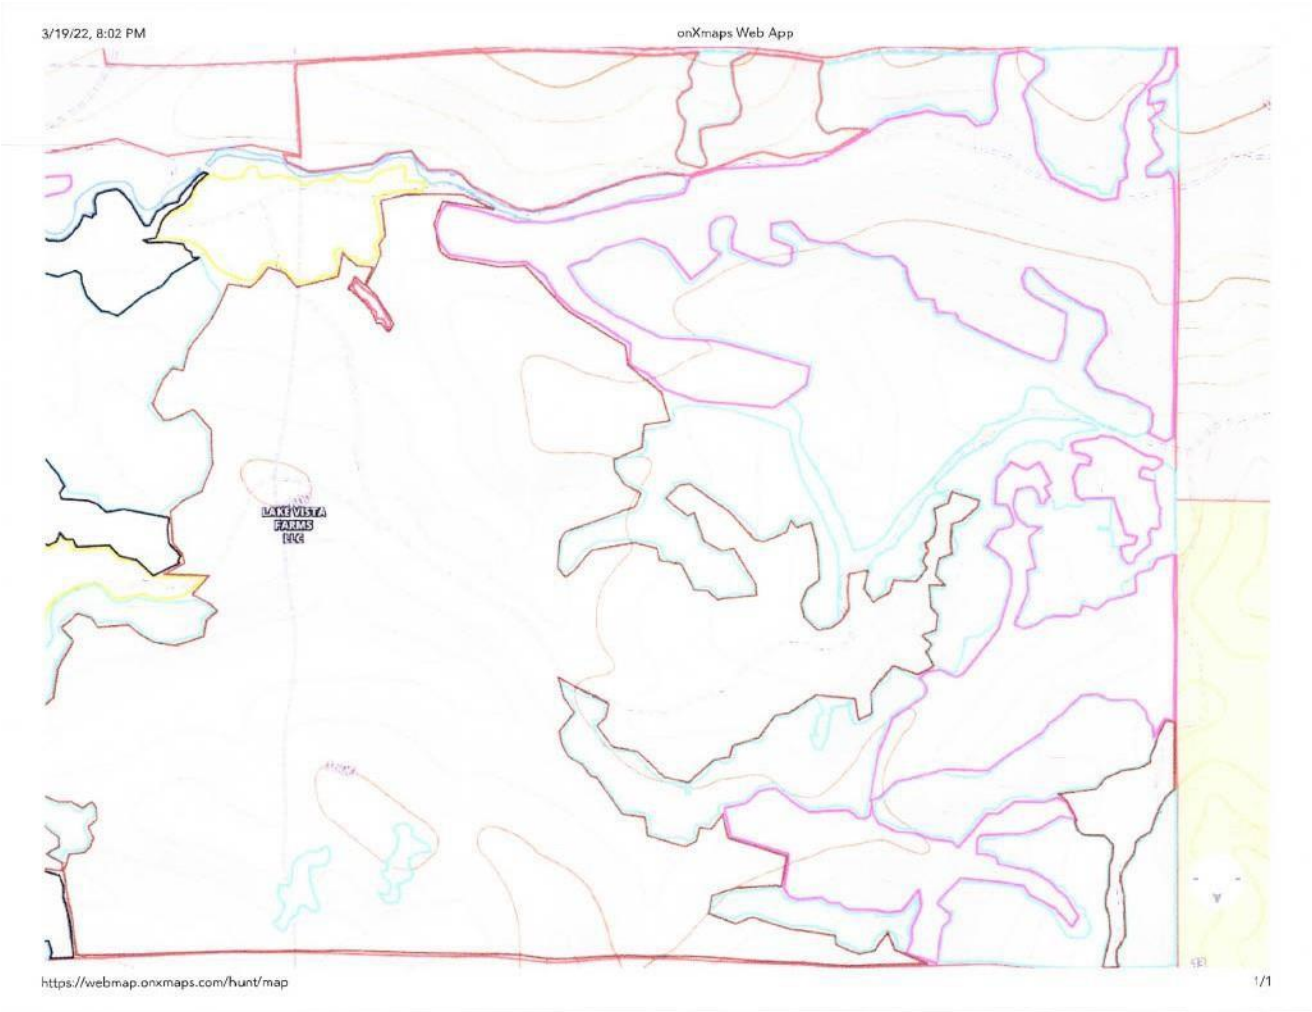 3/19/22, 8:02 PM
onXmaps Web App
LAKE VISTA
FARMS
LLC
https://webmap.onxmaps.com/hunt/map
1/1